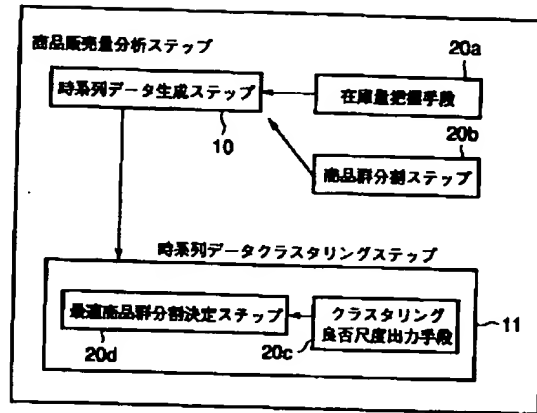 商品販売量分析ステップ
20a
時系列データ生成ステップ
在庫量把握手段
10
20b
商品群分割ステップ
時系列データクラスタリングステップ
最適商品群分割決定ステップ
クラスタリング
良否尺度出力手段
11
20d
20c